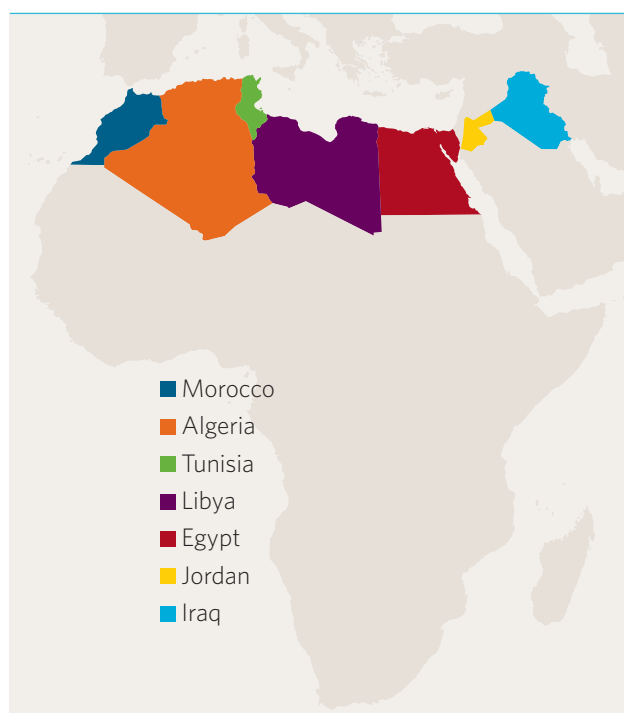 Morocco
Algeria
Tunisia
Libya
Egypt
Jordan
Iraq